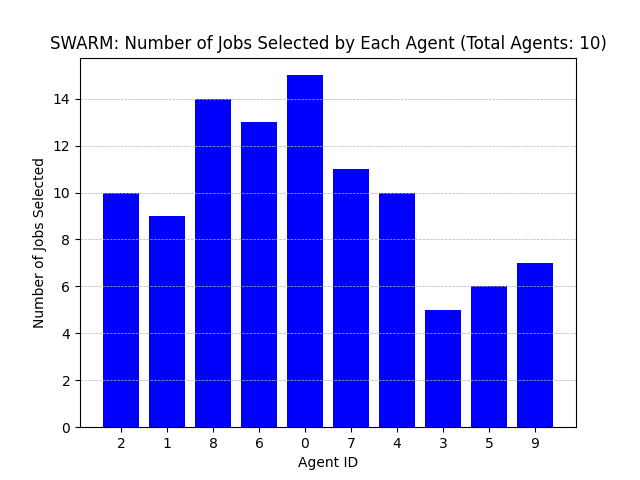 SWARM: Number of Jobs Selected by Each Agent (Total Agents: 10)
Number of Jobs Selected
14
12
10
8
6
4
2
0
2 1 8 6 0 7 4 3 5 9
Agent ID